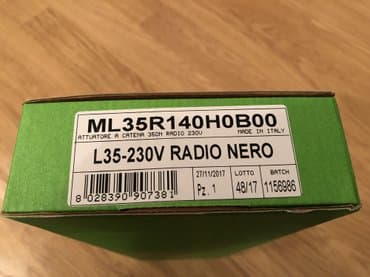 ML35R140H0B00
ATTUATORE A CATENA 350N RADIO 230V MADE IN ITALY
L35-230V RADIO NERO
27/11/2017 LOTTO BATCH
Pz. 1 48/17 1156986
8 028390 907381